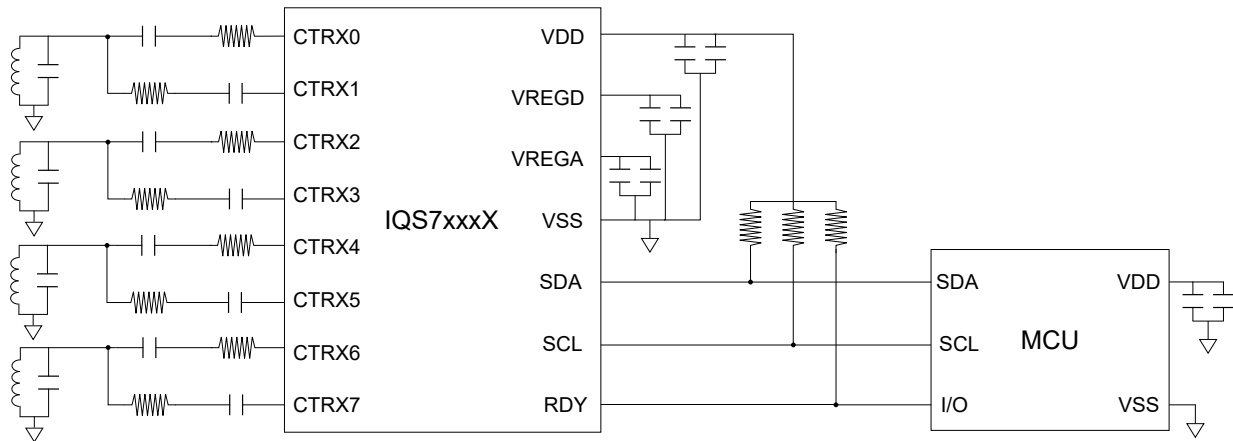 CTRX0
CTRX1
CTRX2
CTRX3
CTRX4
CTRX5
CTRX6
CTRX7
IQS7xxxX
VDD
VREGD
VREGA
VSS
SDA
SCL
RDY
SDA
SCL
I/O
MCU
VDD
VSS